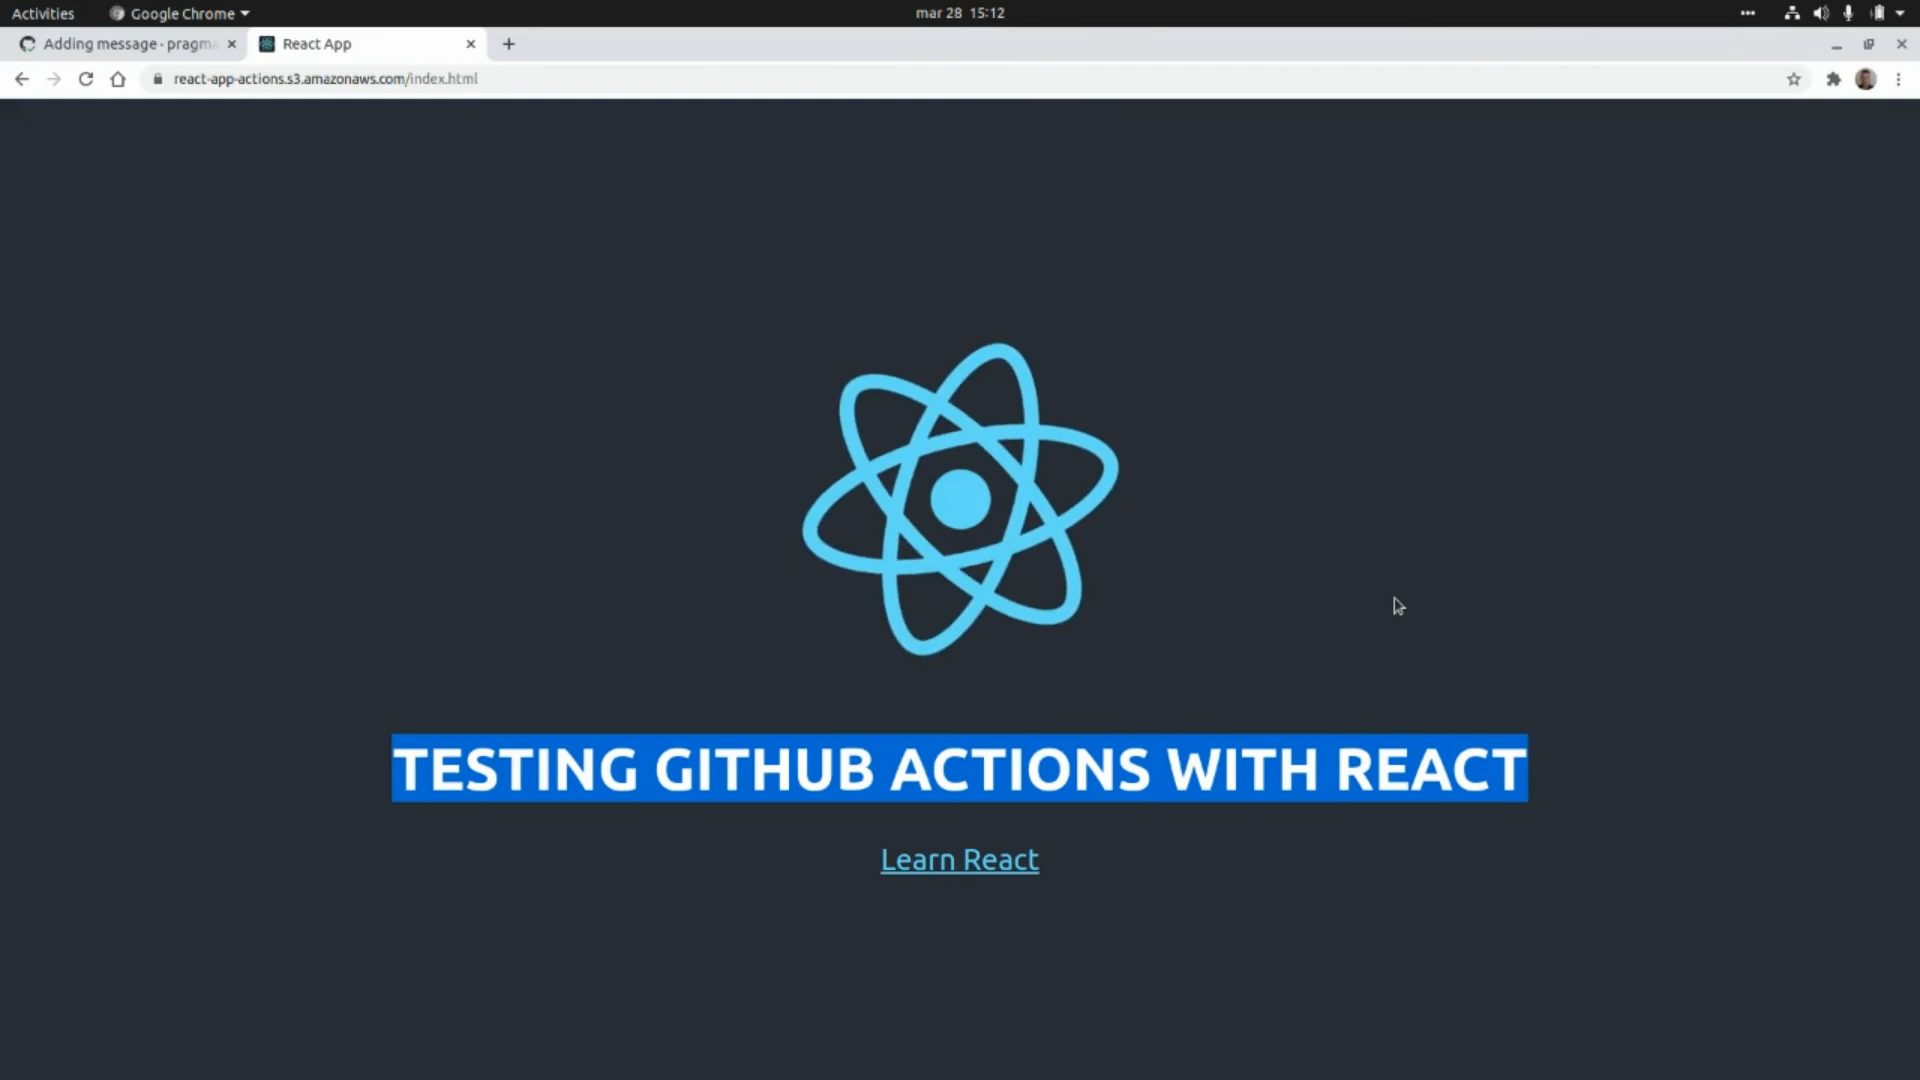 Activities
Google Chrome
mar 28 15:12
Adding message · pragma
React App
react-app-actions.s3.amazonaws.com/index.html
TESTING GITHUB ACTIONS WITH REACT
Learn React